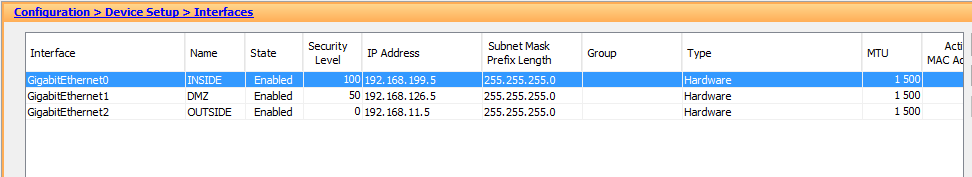 Configuration > Device Setup > Interfaces
Interface Name State Security Level IP Address Subnet Mask Prefix Length Group Type MTU Acti MAC Ad
GigabitEthernet0 INSIDE Enabled 100 192.168.199.5 255.255.255.0 Hardware 1 500
GigabitEthernet1 DMZ Enabled 50 192.168.126.5 255.255.255.0 Hardware 1 500
GigabitEthernet2 OUTSIDE Enabled 0 192.168.11.5 255.255.255.0 Hardware 1 500